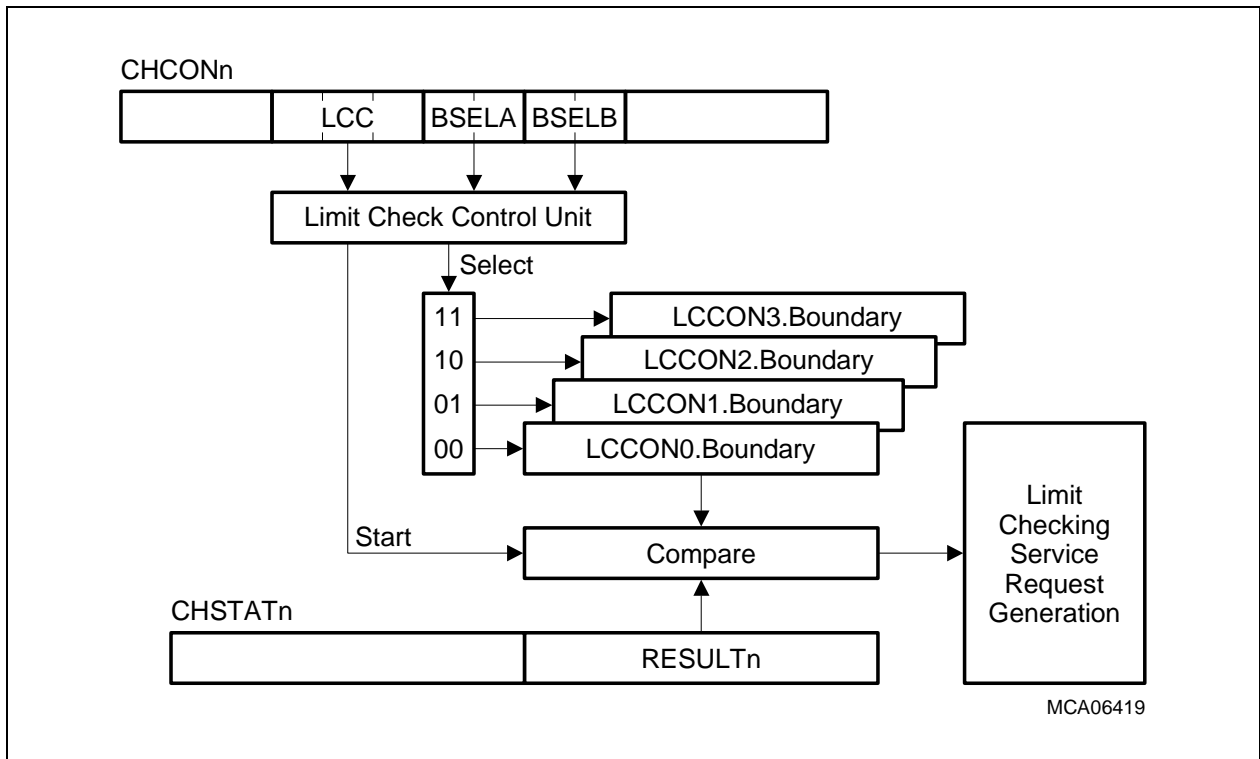 CHCONn
LCC BSELA BSELB
Limit Check Control Unit
Select
11 LCCON3.Boundary
10 LCCON2.Boundary
01 LCCON1.Boundary
00 LCCON0.Boundary
Start
Compare
Limit
Checking
Service
Request
Generation
CHSTATn
RESULTn
MCA06419